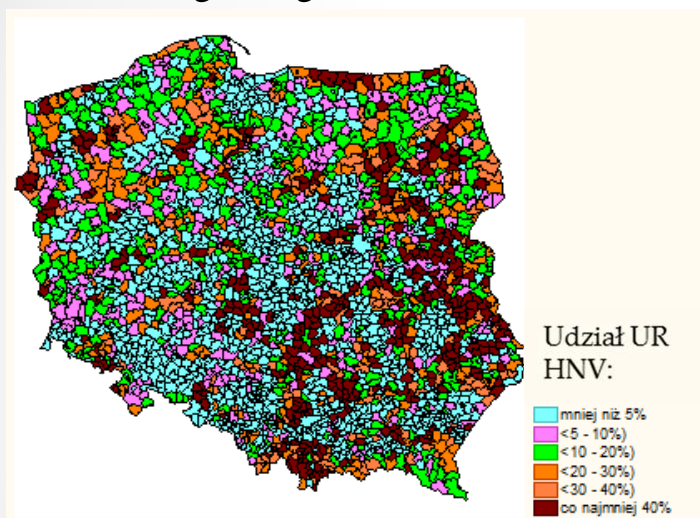 Udział UR
HNV:
mniej niż 5%
<5 - 10%)
<10 - 20%)
<20 - 30%)
<30 - 40%)
co najmniej 40%